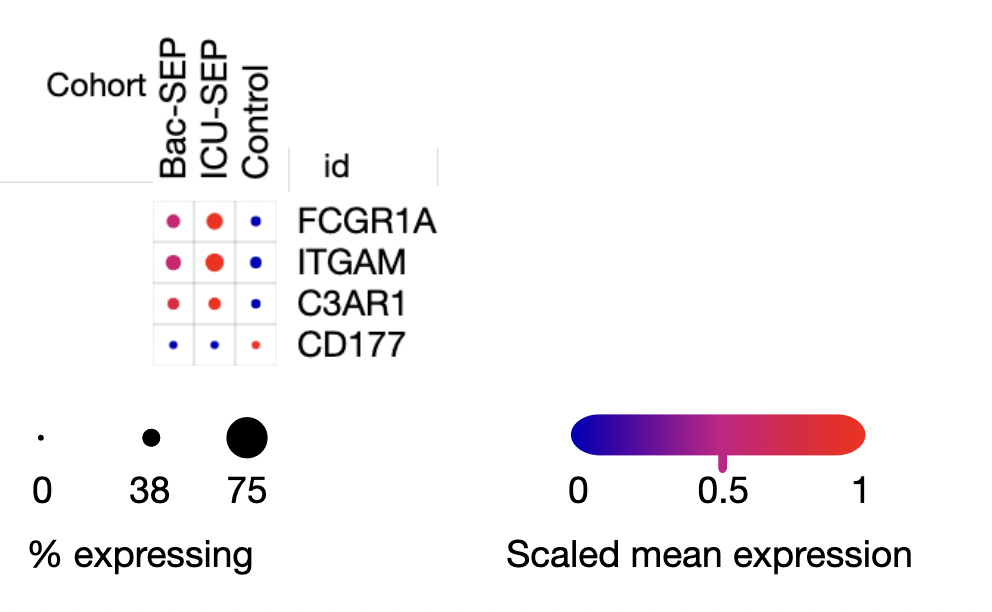 Cohort
Bac-SEP
ICU-SEP
Control
id
FCGR1A
ITGAM
C3AR1
CD177
0 38 75
% expressing
0 0.5 1
Scaled mean expression